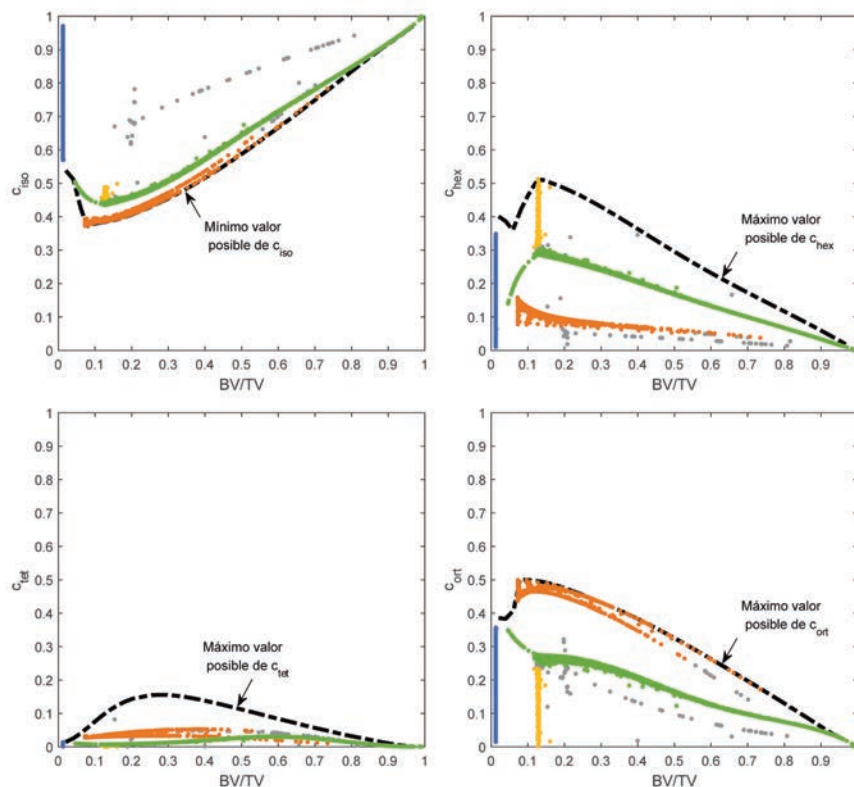 1
0.9
0.8
0.7
0.6
0.5
0.4
0.3
0.2
0.1
0
c_iso
Mínimo valor
posible de c_iso
0 0.1 0.2 0.3 0.4 0.5 0.6 0.7 0.8 0.9 1
BV/TV
1
0.9
0.8
0.7
0.6
0.5
0.4
0.3
0.2
0.1
0
c_hex
Máximo valor
posible de c_hex
0 0.1 0.2 0.3 0.4 0.5 0.6 0.7 0.8 0.9
BV/TV
1
0.9
0.8
0.7
0.6
0.5
0.4
0.3
0.2
0.1
0
c_tet
Máximo valor
posible de c_tet
0 0.1 0.2 0.3 0.4 0.5 0.6 0.7 0.8 0.9 1
BV/TV
1
0.9
0.8
0.7
0.6
0.5
0.4
0.3
0.2
0.1
0
c_ort
Máximo valor
posible de c_ort
0 0.1 0.2 0.3 0.4 0.5 0.6 0.7 0.8 0.9
BV/TV